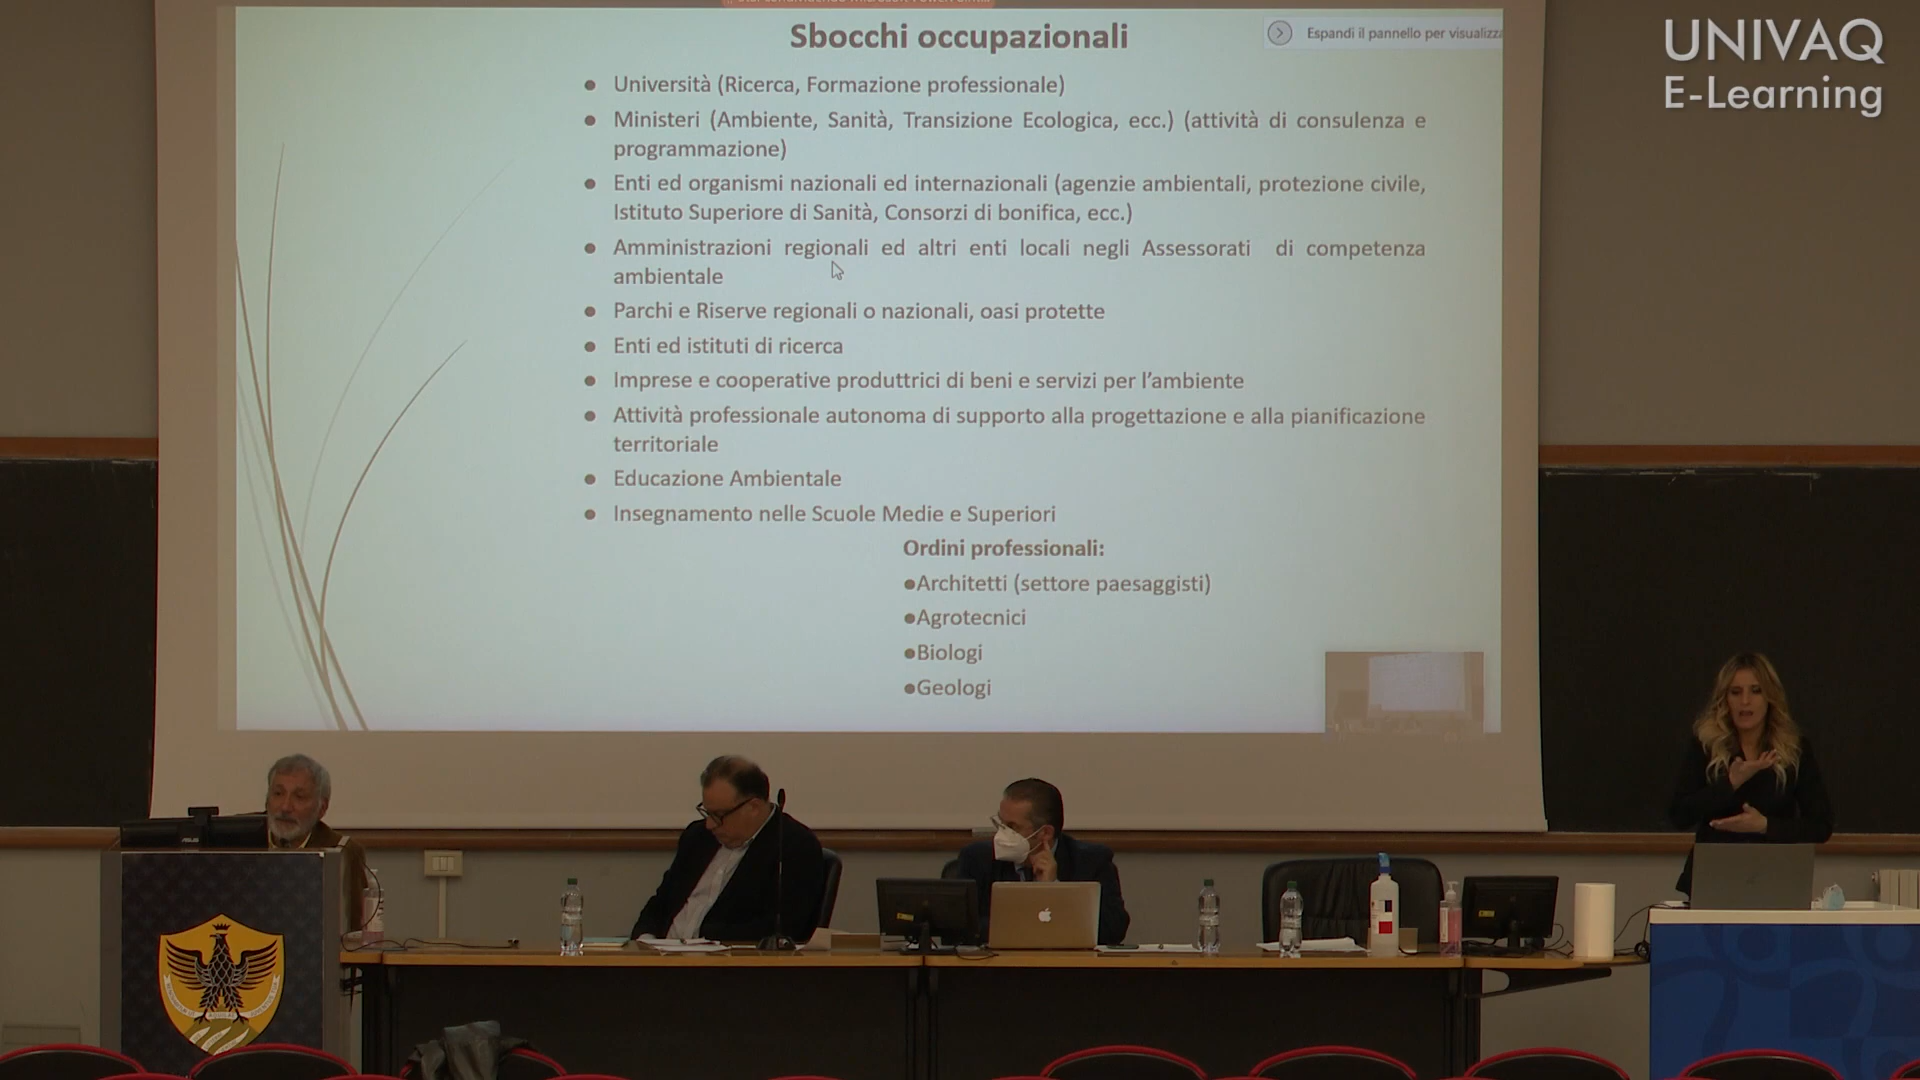 Sbocchi occupazionali
Espandi il pannello per visualizza
UNIVAQ
E-Learning
● Università (Ricerca, Formazione professionale)
● Ministeri (Ambiente, Sanità, Transizione Ecologica, ecc.) (attività di consulenza e
programmazione)
● Enti ed organismi nazionali ed internazionali (agenzie ambientali, protezione civile,
Istituto Superiore di Sanità, Consorzi di bonifica, ecc.)
● Amministrazioni regionali ed altri enti locali negli Assessorati di competenza
ambientale
● Parchi e Riserve regionali o nazionali, oasi protette
● Enti ed istituti di ricerca
● Imprese e cooperative produttrici di beni e servizi per l'ambiente
● Attività professionale autonoma di supporto alla progettazione e alla pianificazione
territoriale
● Educazione Ambientale
● Insegnamento nelle Scuole Medie e Superiori
Ordini professionali:
●Architetti (settore paesaggisti)
●Agrotecnici
●Biologi
●Geologi